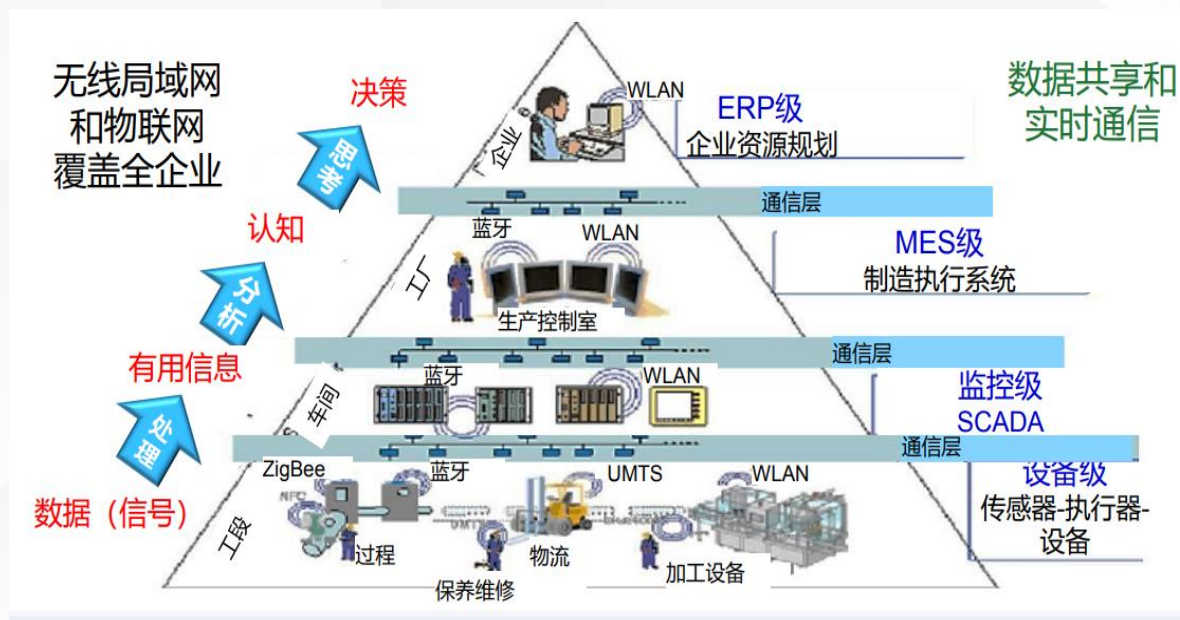 无线局域网
和物联网
覆盖全企业
决策
思考
认知
分析
有用信息
处理
数据（信号）
数据共享和
实时通信
企业
WLAN
ERP级
企业资源规划
通信层
工厂
蓝牙
WLAN
生产控制室
MES级
制造执行系统
通信层
车间
蓝牙
WLAN
监控级
SCADA
通信层
工段
ZigBee
蓝牙
UMTS
WLAN
NFC
过程
保养维修
物流
加工设备
设备级
传感器-执行器-
设备